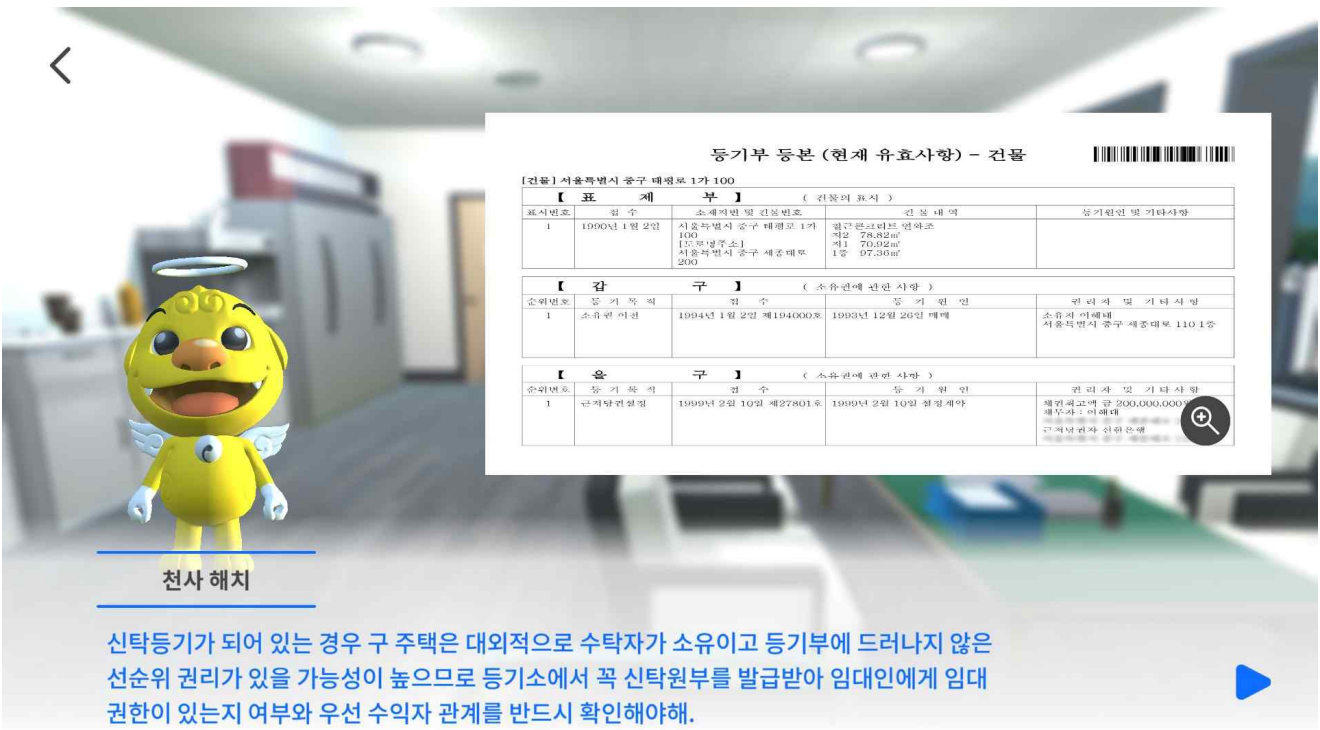 등기부 등본 (현재 유효사항) - 건물
[건물] 서울특별시 중구 태평로 1가 100
【 표 제 부 】 ( 건물의 표시 )
표시번호 접 수 소재지번 및 건물번호 건 물 내 역 등기원인 및 기타사항
1 1990년 1월 2일 서울특별시 중구 태평로 1가 철근콘크리트 연와조
100 지2 78.82㎡
[도로명주소] 지1 70.92㎡
서울특별시 중구 세종대로 1층 97.36㎡
200
【 갑 구 】 ( 소유권에 관한 사항 )
순위번호 등 기 목 적 접 수 등 기 원 인 권 리 자 및 기 타 사 항
1 소유권 이전 1994년 1월 2일 제194000호 1993년 12월 26일 매매 소유자 이해태
서울특별시 중구 세종대로 110 1층
【 을 구 】 ( 소유권에 관한 사항 )
순위번호 등 기 목 적 접 수 등 기 원 인 권 리 자 및 기 타 사 항
1 근저당권설정 1999년 2월 10일 제27801호 1999년 2월 10일 설정계약 채권최고액 금 200,000,000원
채무자 : 이해태
근저당권자 신한은행
천사 해치
신탁등기가 되어 있는 경우 구 주택은 대외적으로 수탁자가 소유이고 등기부에 드러나지 않은
선순위 권리가 있을 가능성이 높으므로 등기소에서 꼭 신탁원부를 발급받아 임대인에게 임대
권한이 있는지 여부와 우선 수익자 관계를 반드시 확인해야해.